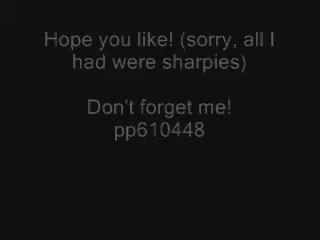 Hope you like! (sorry, all I
had were sharpies)
Don't forget me!
pp610448